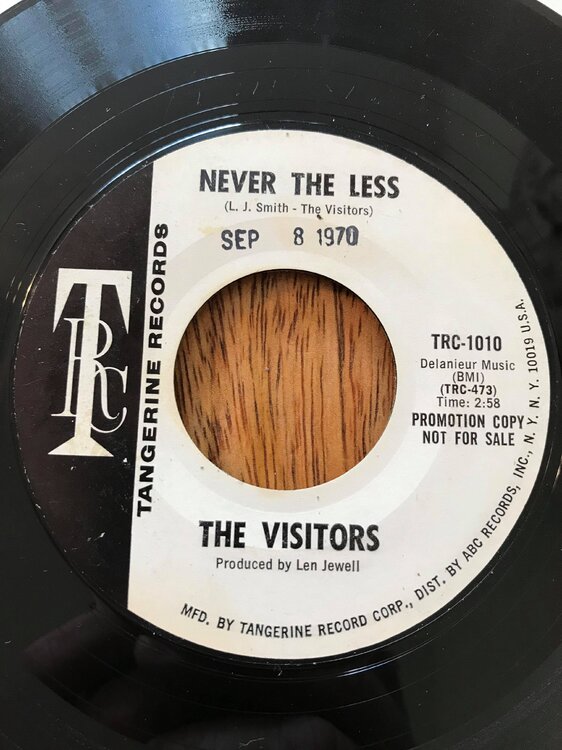 NEVER THE LESS
(L. J. Smith - The Visitors)
SEP 8 1970
TRC
TANGERINE RECORDS
TRC-1010
Delanieur Music
(BMI)
(TRC-473)
Time: 2:58
PROMOTION COPY
NOT FOR SALE
THE VISITORS
Produced by Len Jewell
MFD. BY TANGERINE RECORD CORP., DIST. BY ABC RECORDS, INC., N. Y. N. Y. 10019 U.S.A.